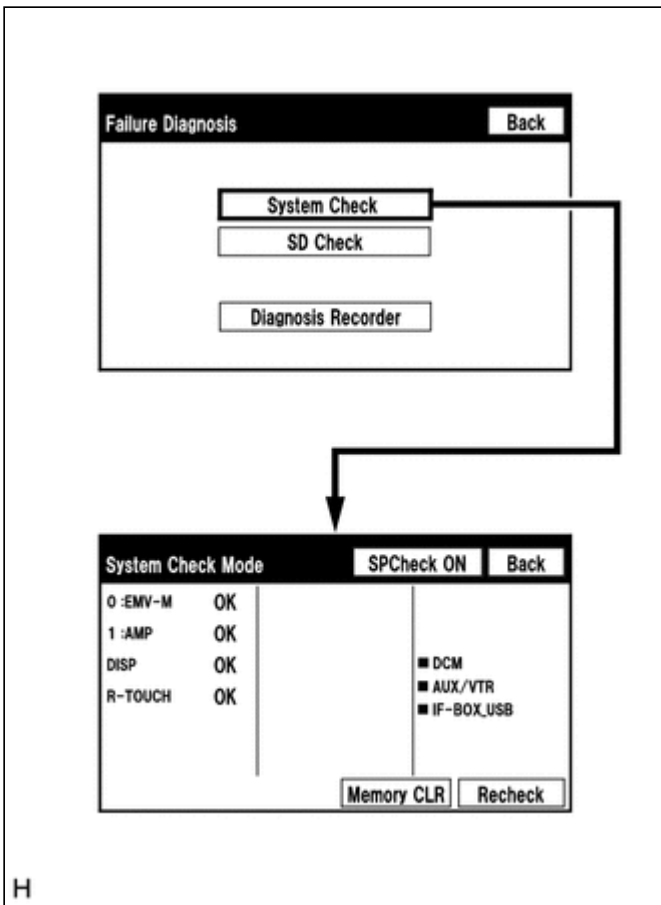 Failure Diagnosis
Back
System Check
SD Check
Diagnosis Recorder
System Check Mode
SPCheck ON
Back
0 :EMV-M OK
1 :AMP OK
DISP OK
R-TOUCH OK
■ DCM
■ AUX/VTR
■ IF-BOX_USB
Memory CLR
Recheck
H